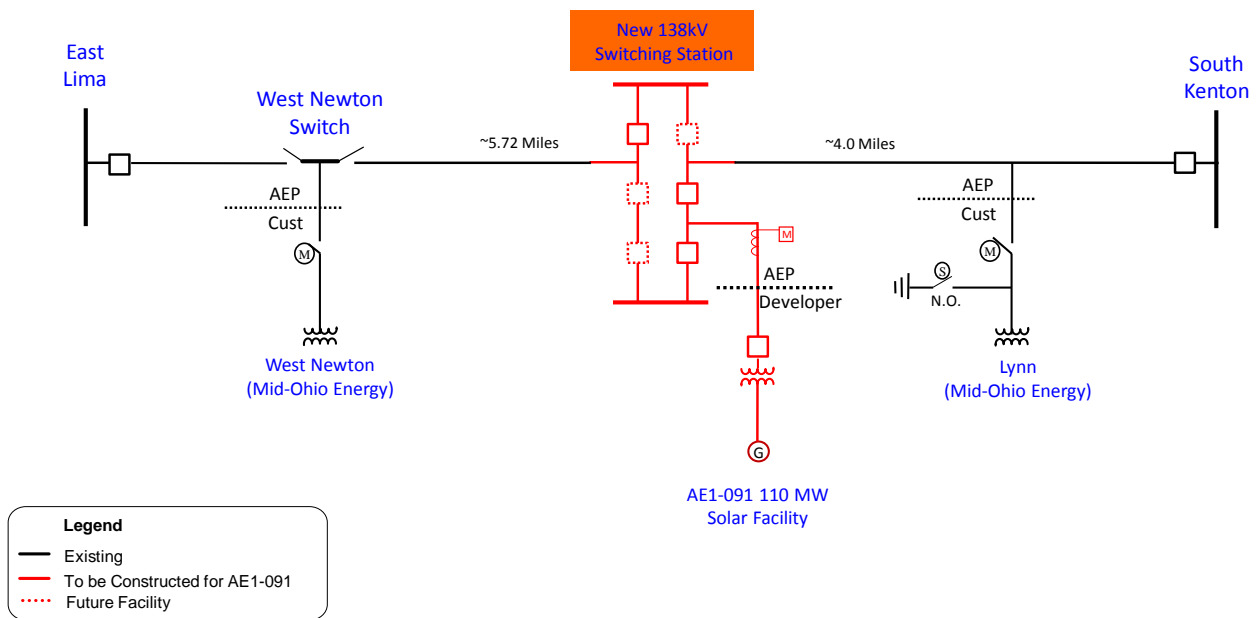 New 138kV
Switching Station
East
Lima
South
Kenton
West Newton
Switch
~5.72 Miles
~4.0 Miles
AEP
Cust
AEP
Cust
M
M
M
S
N.O.
AEP
Developer
West Newton
(Mid-Ohio Energy)
Lynn
(Mid-Ohio Energy)
G
AE1-091 110 MW
Solar Facility
Legend
Existing
To be Constructed for AE1-091
Future Facility